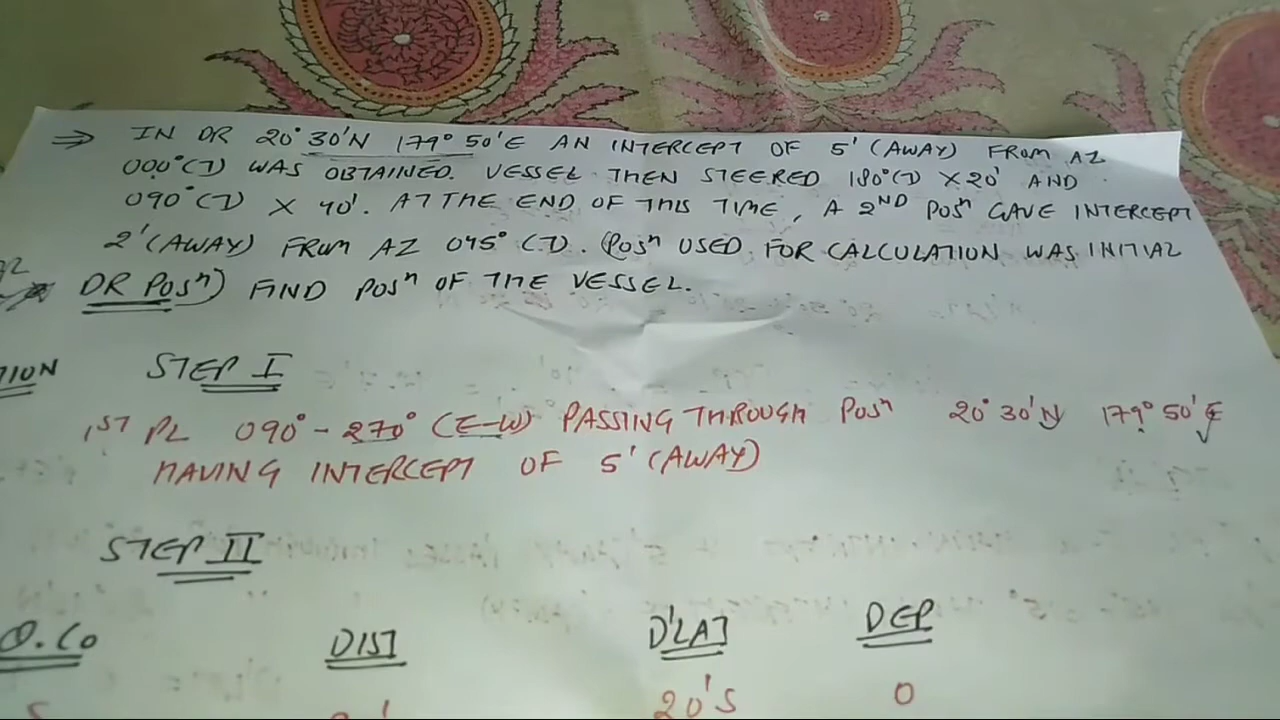 ⇒ IN DR 20° 30'N 179° 50'E AN INTERCEPT OF 5' (AWAY) FROM AZ
000°(T) WAS OBTAINED. VESSEL THEN STEERED 180°(T) X 20' AND
090°(T) X 40'. AT THE END OF THIS TIME, A 2ND POSN GAVE INTERCEPT
2' (AWAY) FROM AZ 045° (T). (POSN USED FOR CALCULATION WAS INITIAL
DR POSN) FIND POSN OF THE VESSEL.
TION STEP I
1ST PL 090° - 270° (E-W) PASSING THROUGH POSN 20° 30'N 179° 50'E
HAVING INTERCEPT OF 5' (AWAY)
STEP II
CO DIST D'LAT DEP
S 20'S 0